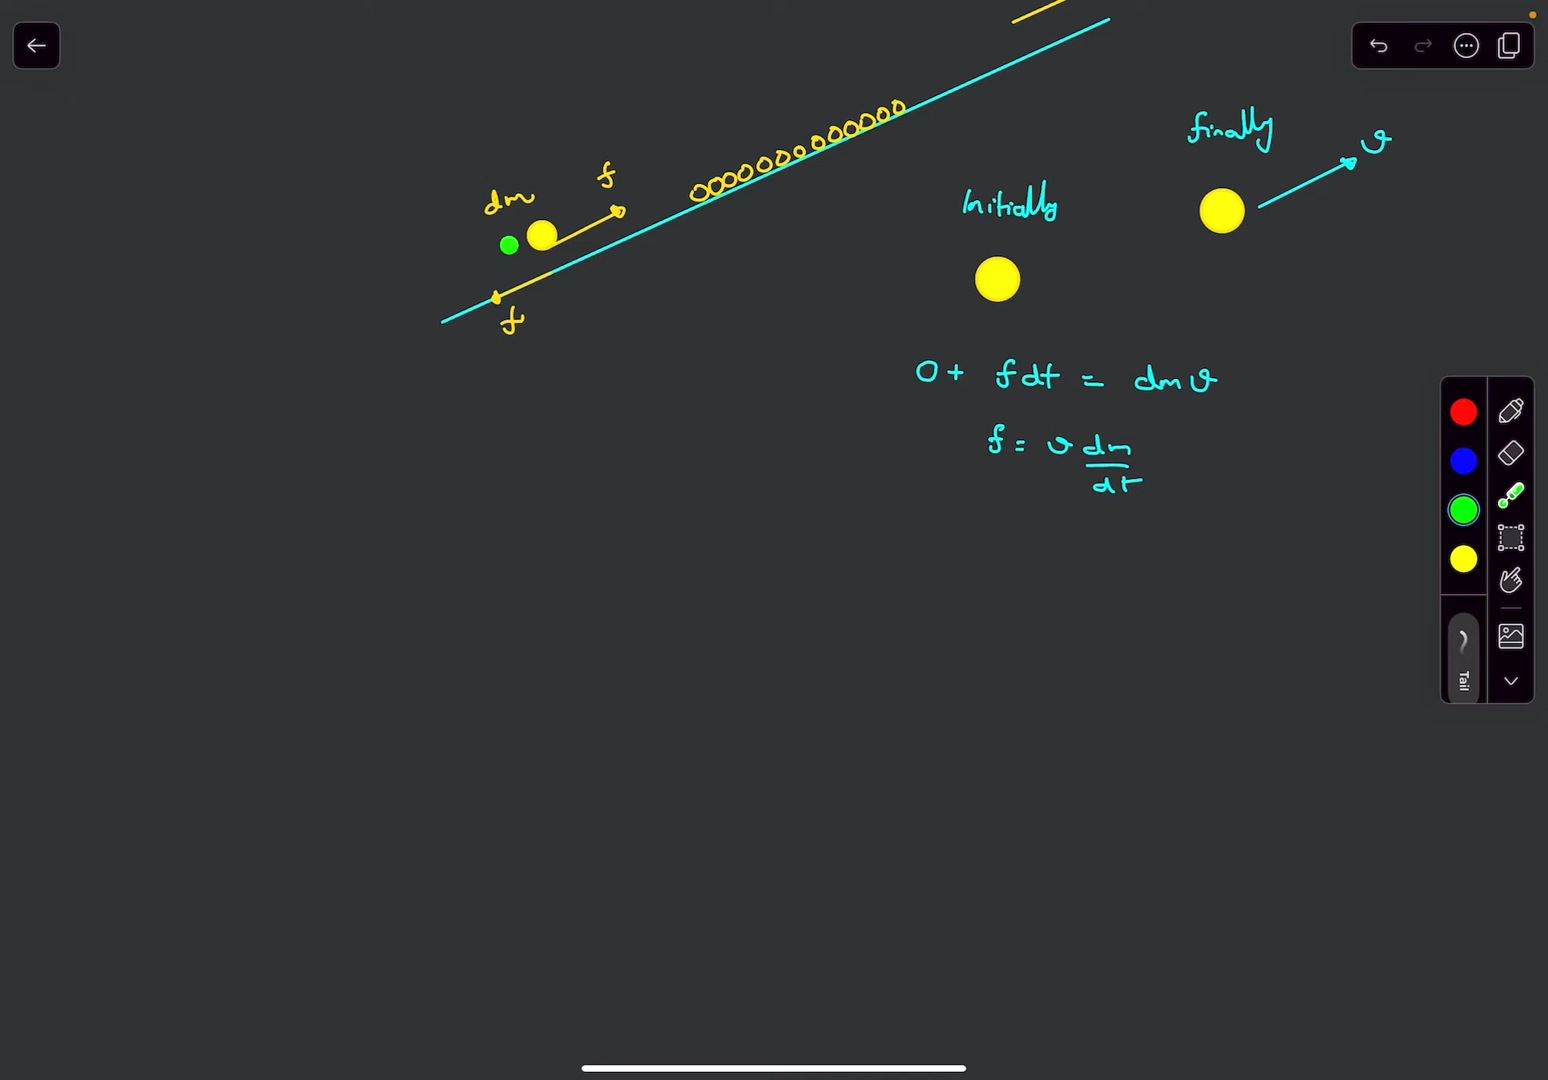 finally
v
f
dm
Initially
f
0 + f dt = dm v
f = v dm/dt
Tail